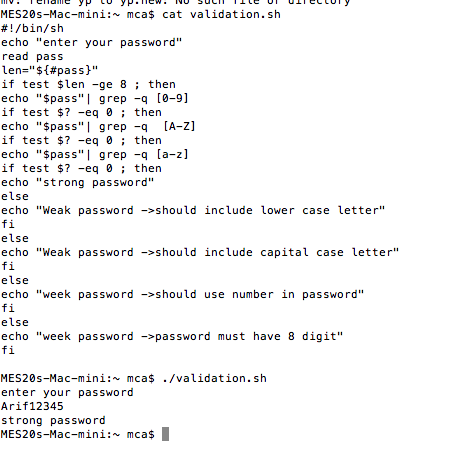 mv: rename yp to yp.new: No such file or directory
MES20s-Mac-mini:~ mca$ cat validation.sh
#!/bin/sh
echo "enter your password"
read pass
len="${#pass}"
if test $len -ge 8 ; then
echo "$pass"| grep -q [0-9]
if test $? -eq 0 ; then
echo "$pass"| grep -q  [A-Z]
if test $? -eq 0 ; then
echo "$pass"| grep -q [a-z]
if test $? -eq 0 ; then
echo "strong password"
else
echo "Weak password ->should include lower case letter"
fi
else
echo "Weak password ->should include capital case letter"
fi
else
echo "week password ->should use number in password"
fi
else
echo "week password ->password must have 8 digit"
fi
MES20s-Mac-mini:~ mca$ ./validation.sh
enter your password
Arif12345
strong password
MES20s-Mac-mini:~ mca$